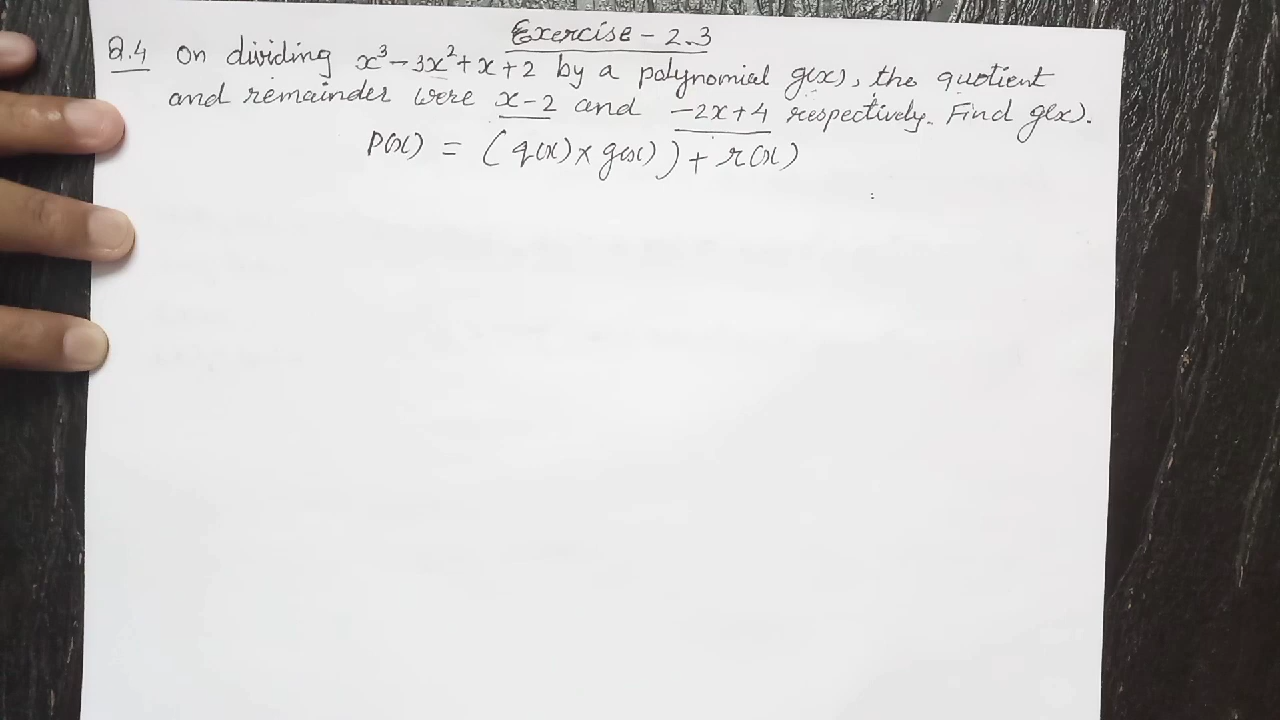 Exercise - 2.3
Q.4 on dividing x³-3x²+x+2 by a polynomial g(x), the quotient
and remainder were x-2 and -2x+4 respectively. Find g(x).
P(x) = (q(x)×g(x))+r(x)